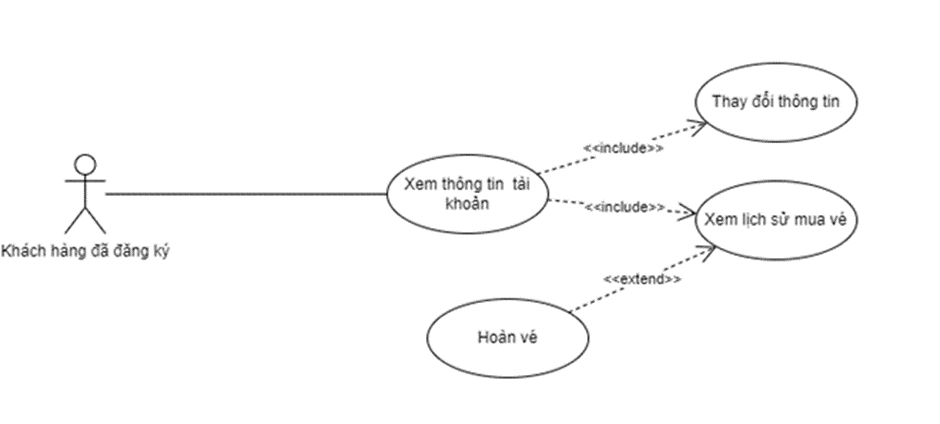 Thay đổi thông tin
<<include>>
Xem thông tin tài
khoản
<<include>>
Xem lịch sử mua vé
Khách hàng đã đăng ký
<<extend>>
Hoàn vé